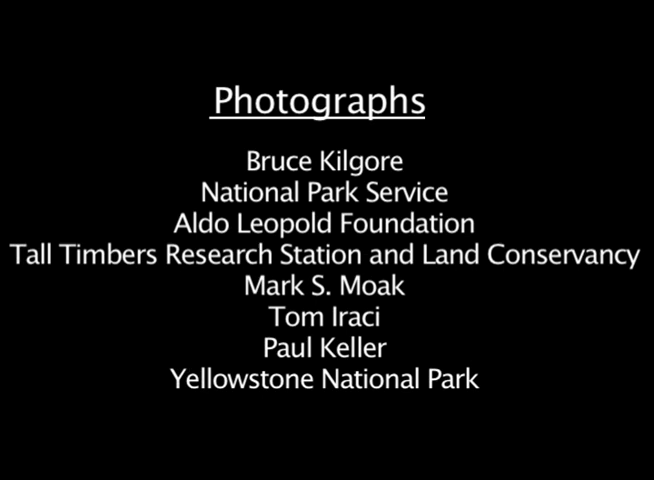 Photographs
Bruce Kilgore
National Park Service
Aldo Leopold Foundation
Tall Timbers Research Station and Land Conservancy
Mark S. Moak
Tom Iraci
Paul Keller
Yellowstone National Park